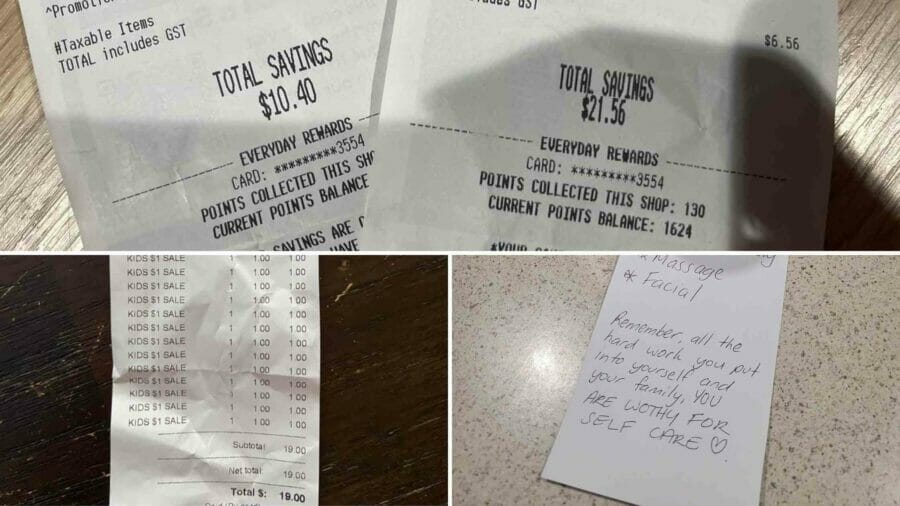 ^Promotio
#Taxable Items
TOTAL includes GST
TOTAL SAVINGS
$10.40
EVERYDAY REWARDS
CARD: *********3554
POINTS COLLECTED THIS SH
CURRENT POINTS BALANCE
SAVINGS ARE
HAVE
GST
$6.56
TOTAL SAVINGS
$21.56
EVERYDAY REWARDS
CARD: *********3554
POINTS COLLECTED THIS SHOP: 130
CURRENT POINTS BALANCE: 1624
KIDS $1 SALE 1 1.00 1.00
KIDS $1 SALE 1 1.00 1.00
KIDS $1 SALE 1 1.00 1.00
KIDS $1 SALE 1 1.00 1.00
KIDS $1 SALE 1 1.00 1.00
KIDS $1 SALE 1 1.00 1.00
KIDS $1 SALE 1 1.00 1.00
KIDS $1 SALE 1 1.00 1.00
KIDS $1 SALE 1 1.00 1.00
KIDS $1 SALE 1 1.00 1.00
KIDS $1 SALE 1 1.00 1.00
KIDS $1 SALE 1 1.00 1.00
KIDS $1 SALE 1 1.00 1.00
Subtotal: 19.00
Net total: 19.00
Total $: 19.00
* Massage
* Facial
Remember, all the
hard work you put
into yourself and
your family, YOU
ARE WOTHY FOR
SELF CARE ♡